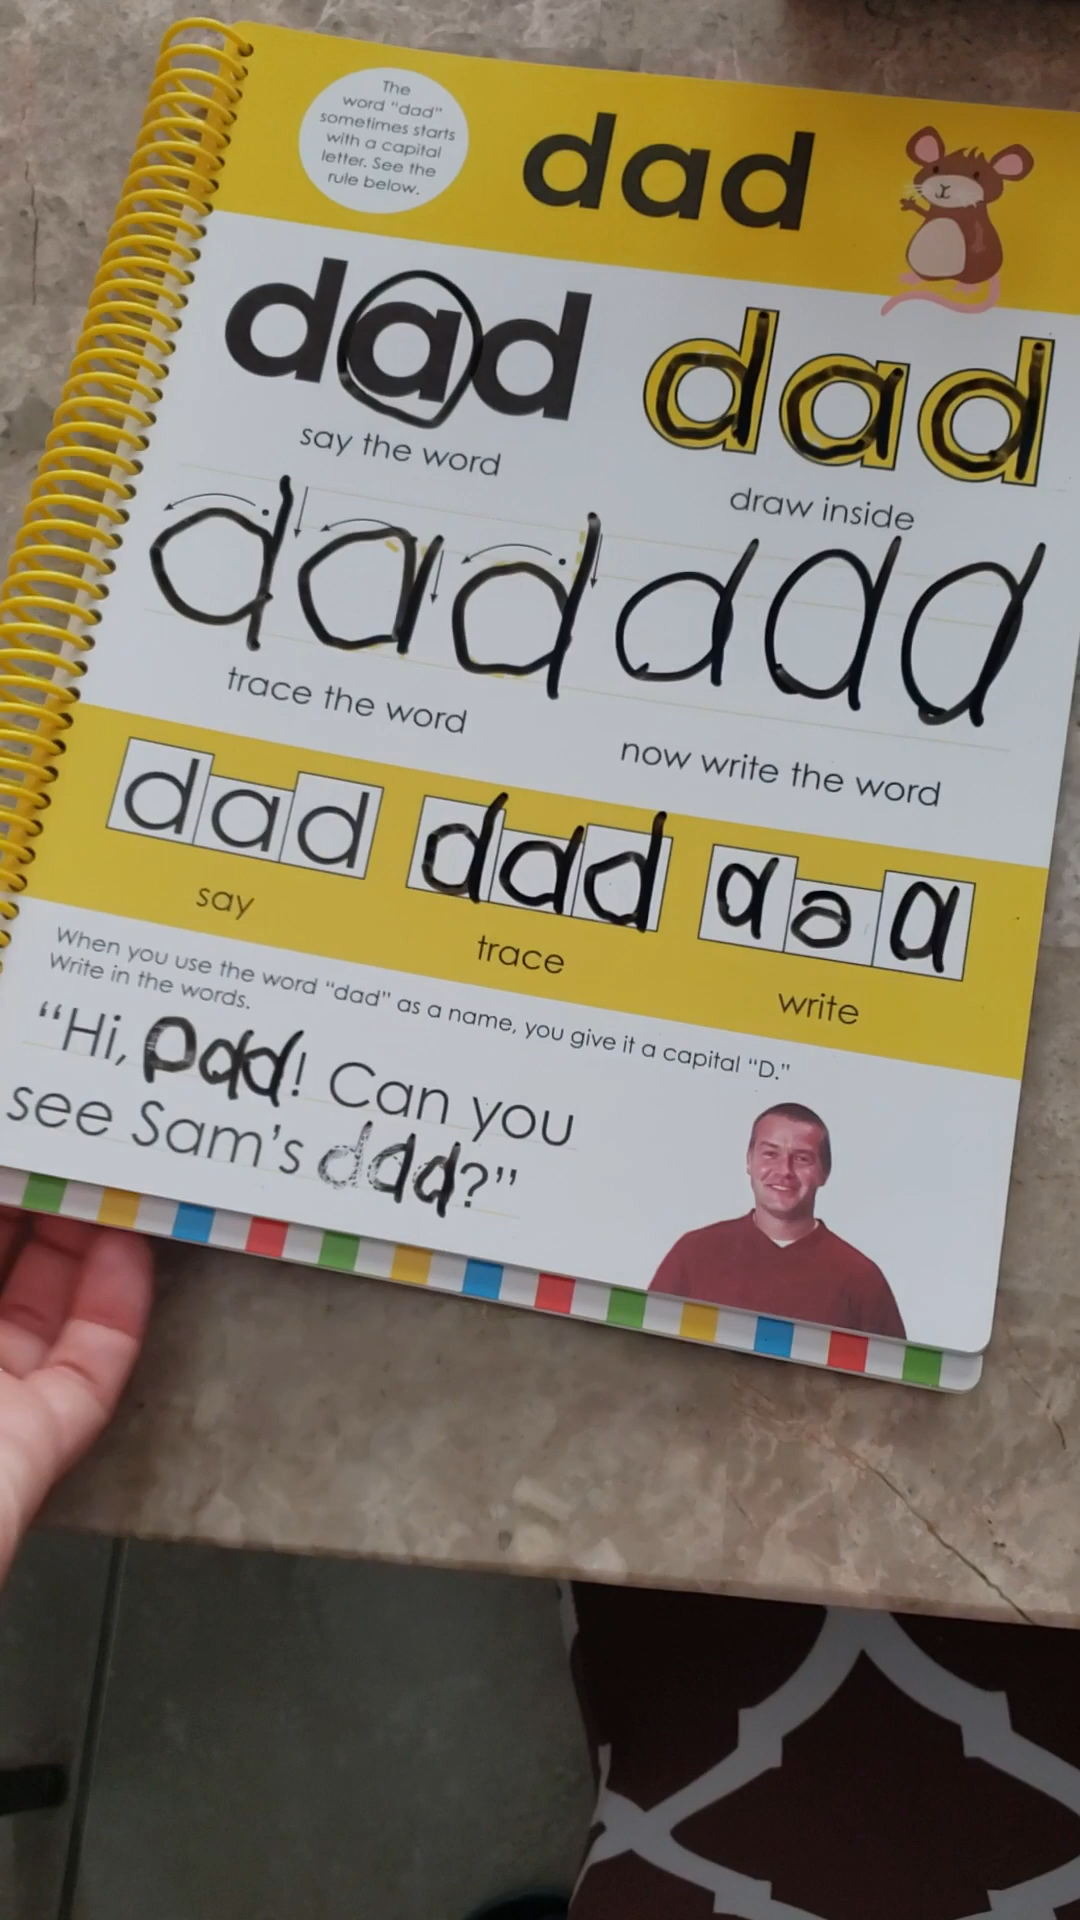 The
word "dad"
sometimes starts
with a capital
letter. See the
rule below.
dad
dad dad
say the word
draw inside
dad ddd
trace the word
now write the word
dad dad aaa
say
trace
write
When you use the word "dad" as a name, you give it a capital "D."
Write in the words.
"Hi, Dad! Can you
see Sam's dad?"